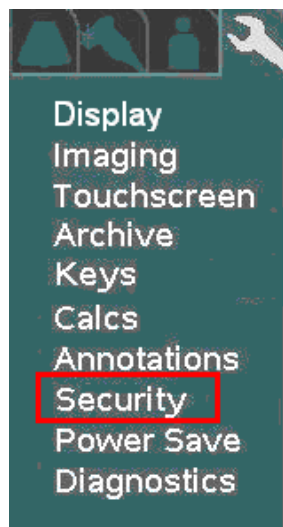 Display
Imaging
Touchscreen
Archive
Keys
Calcs
Annotations
Security
Power Save
Diagnostics